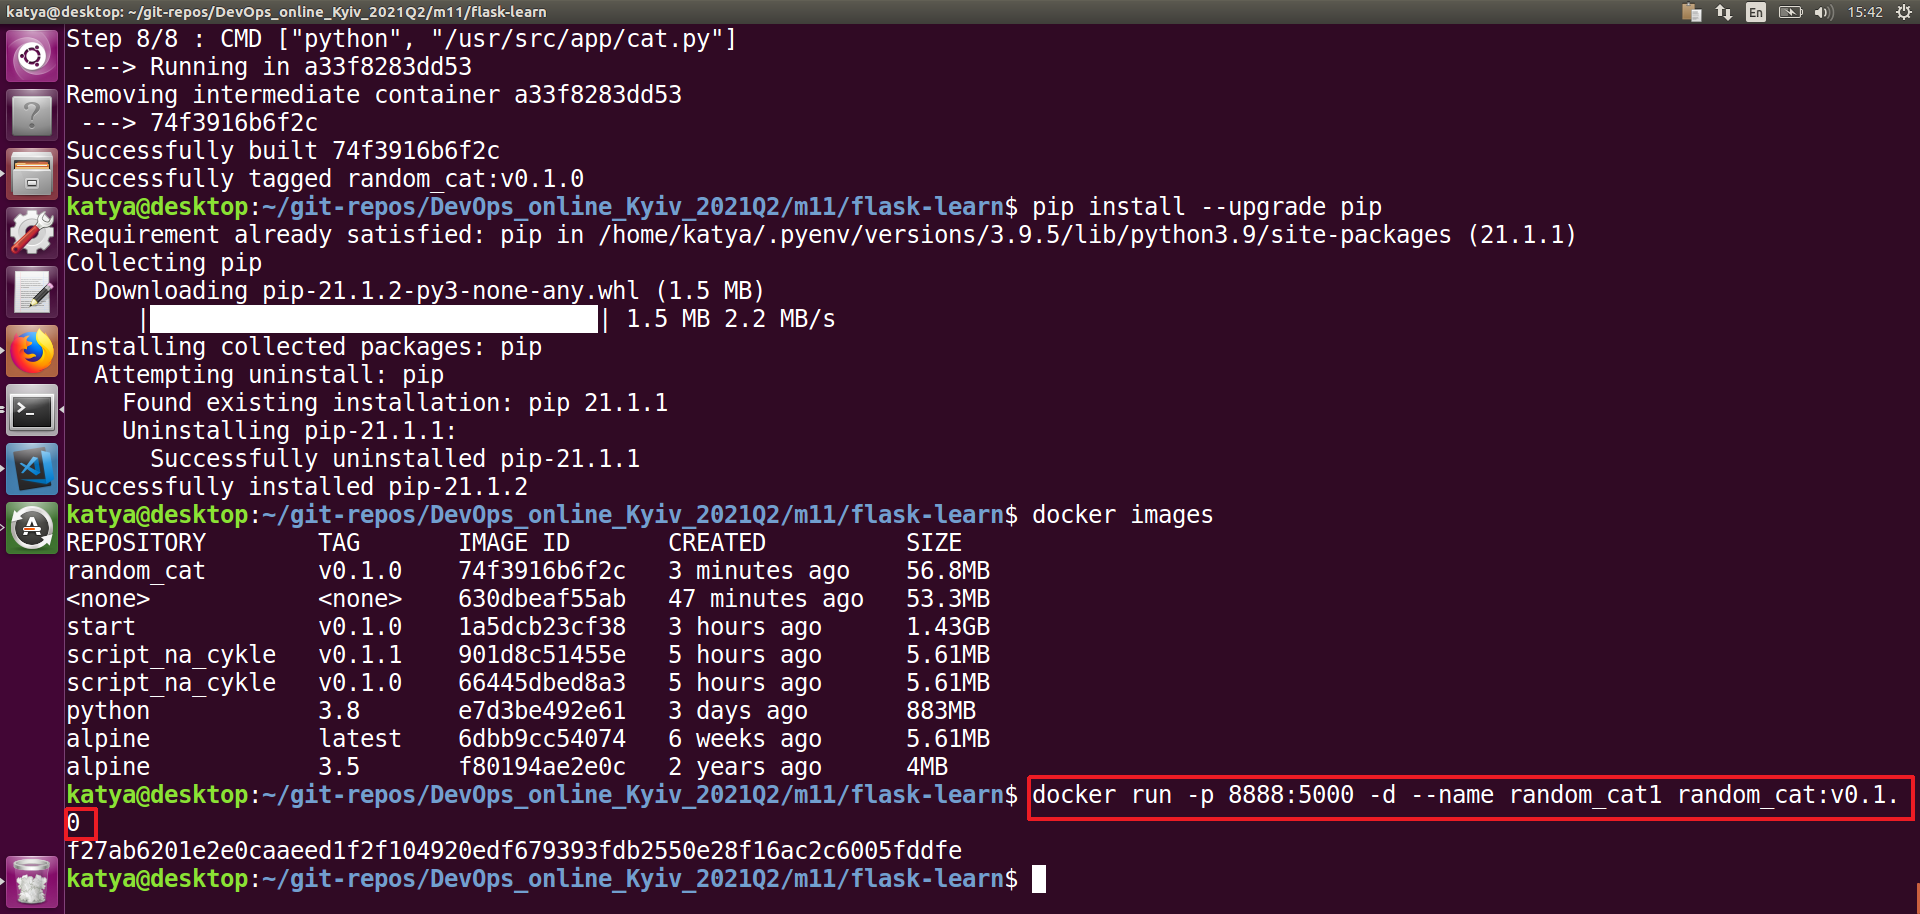 katya@desktop: ~/git-repos/DevOps_online_Kyiv_2021Q2/m11/flask-learn
En
15:42
Step 8/8 : CMD ["python", "/usr/src/app/cat.py"]
 ---> Running in a33f8283dd53
Removing intermediate container a33f8283dd53
 ---> 74f3916b6f2c
Successfully built 74f3916b6f2c
Successfully tagged random_cat:v0.1.0
katya@desktop:~/git-repos/DevOps_online_Kyiv_2021Q2/m11/flask-learn$ pip install --upgrade pip
Requirement already satisfied: pip in /home/katya/.pyenv/versions/3.9.5/lib/python3.9/site-packages (21.1.1)
Collecting pip
  Downloading pip-21.1.2-py3-none-any.whl (1.5 MB)
     |████████████████████████████████| 1.5 MB 2.2 MB/s
Installing collected packages: pip
  Attempting uninstall: pip
    Found existing installation: pip 21.1.1
    Uninstalling pip-21.1.1:
      Successfully uninstalled pip-21.1.1
Successfully installed pip-21.1.2
katya@desktop:~/git-repos/DevOps_online_Kyiv_2021Q2/m11/flask-learn$ docker images
REPOSITORY        TAG       IMAGE ID       CREATED          SIZE
random_cat        v0.1.0    74f3916b6f2c   3 minutes ago    56.8MB
<none>            <none>    630dbeaf55ab   47 minutes ago   53.3MB
start             v0.1.0    1a5dcb23cf38   3 hours ago      1.43GB
script_na_cykle   v0.1.1    901d8c51455e   5 hours ago      5.61MB
script_na_cykle   v0.1.0    66445dbed8a3   5 hours ago      5.61MB
python            3.8       e7d3be492e61   3 days ago       883MB
alpine            latest    6dbb9cc54074   6 weeks ago      5.61MB
alpine            3.5       f80194ae2e0c   2 years ago      4MB
katya@desktop:~/git-repos/DevOps_online_Kyiv_2021Q2/m11/flask-learn$ docker run -p 8888:5000 -d --name random_cat1 random_cat:v0.1.
0
f27ab6201e2e0caaeed1f2f104920edf679393fdb2550e28f16ac2c6005fddfe
katya@desktop:~/git-repos/DevOps_online_Kyiv_2021Q2/m11/flask-learn$